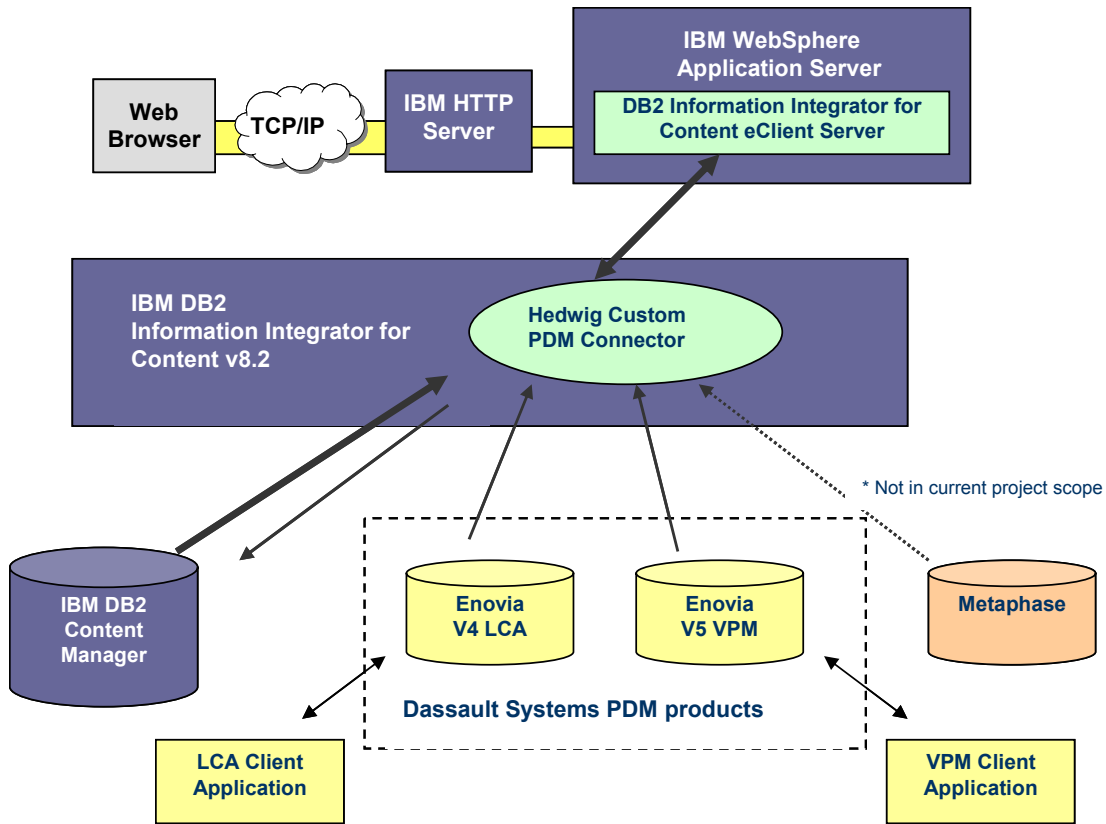 IBM WebSphere
Application Server
DB2 Information Integrator for
Content eClient Server
Web
Browser
TCP/IP
IBM HTTP
Server
IBM DB2
Information Integrator for
Content v8.2
Hedwig Custom
PDM Connector
* Not in current project scope
IBM DB2
Content
Manager
Enovia
V4 LCA
Enovia
V5 VPM
Metaphase
Dassault Systems PDM products
LCA Client
Application
VPM Client
Application